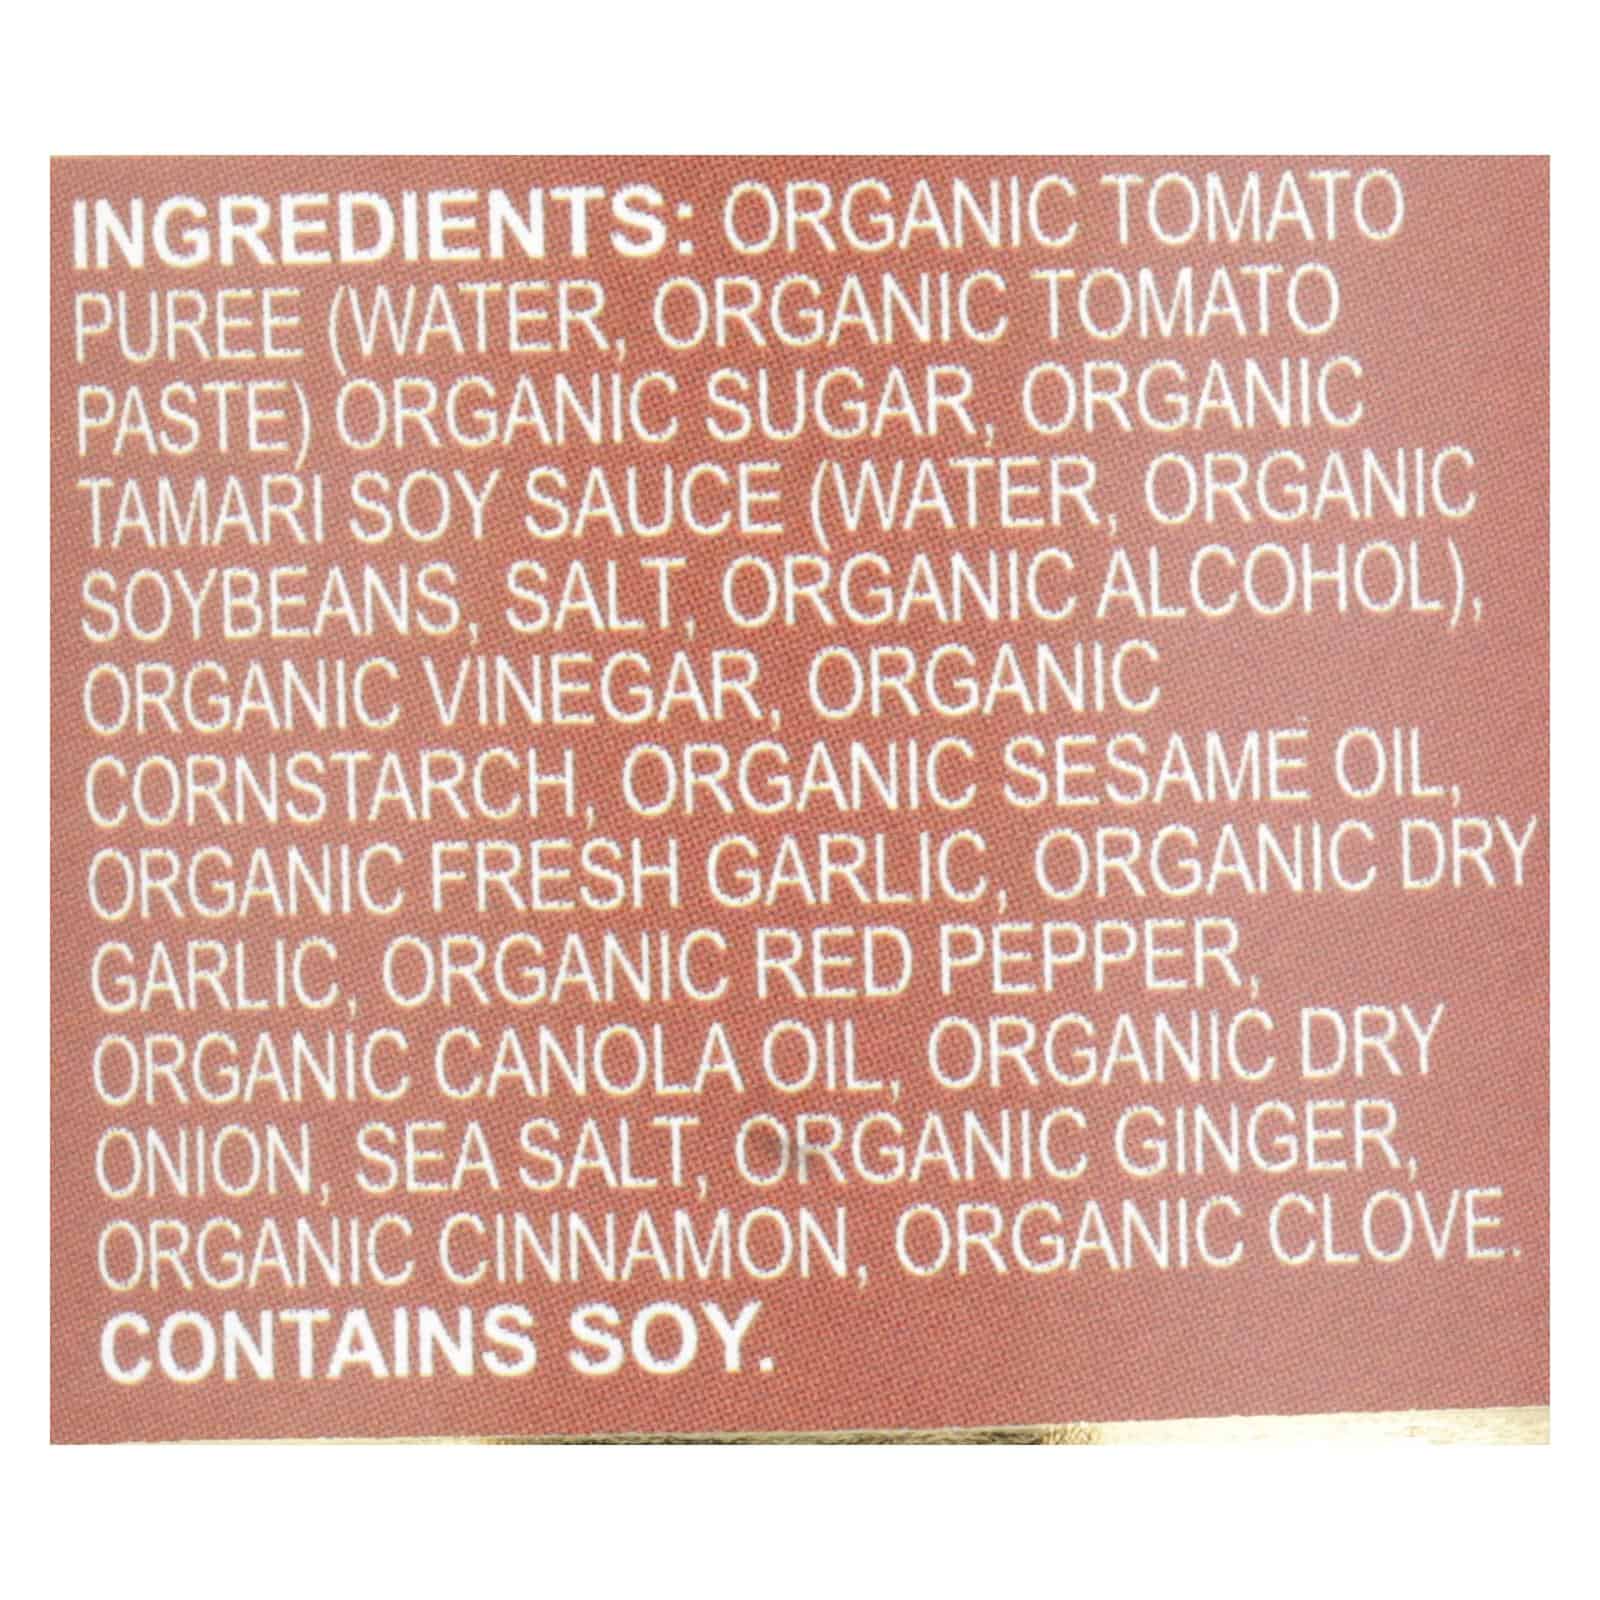 INGREDIENTS: ORGANIC TOMATO
PUREE (WATER, ORGANIC TOMATO
PASTE) ORGANIC SUGAR, ORGANIC
TAMARI SOY SAUCE (WATER, ORGANIC
SOYBEANS, SALT, ORGANIC ALCOHOL),
ORGANIC VINEGAR, ORGANIC
CORNSTARCH, ORGANIC SESAME OIL,
ORGANIC FRESH GARLIC, ORGANIC DRY
GARLIC, ORGANIC RED PEPPER,
ORGANIC CANOLA OIL, ORGANIC DRY
ONION, SEA SALT, ORGANIC GINGER,
ORGANIC CINNAMON, ORGANIC CLOVE.
CONTAINS SOY.